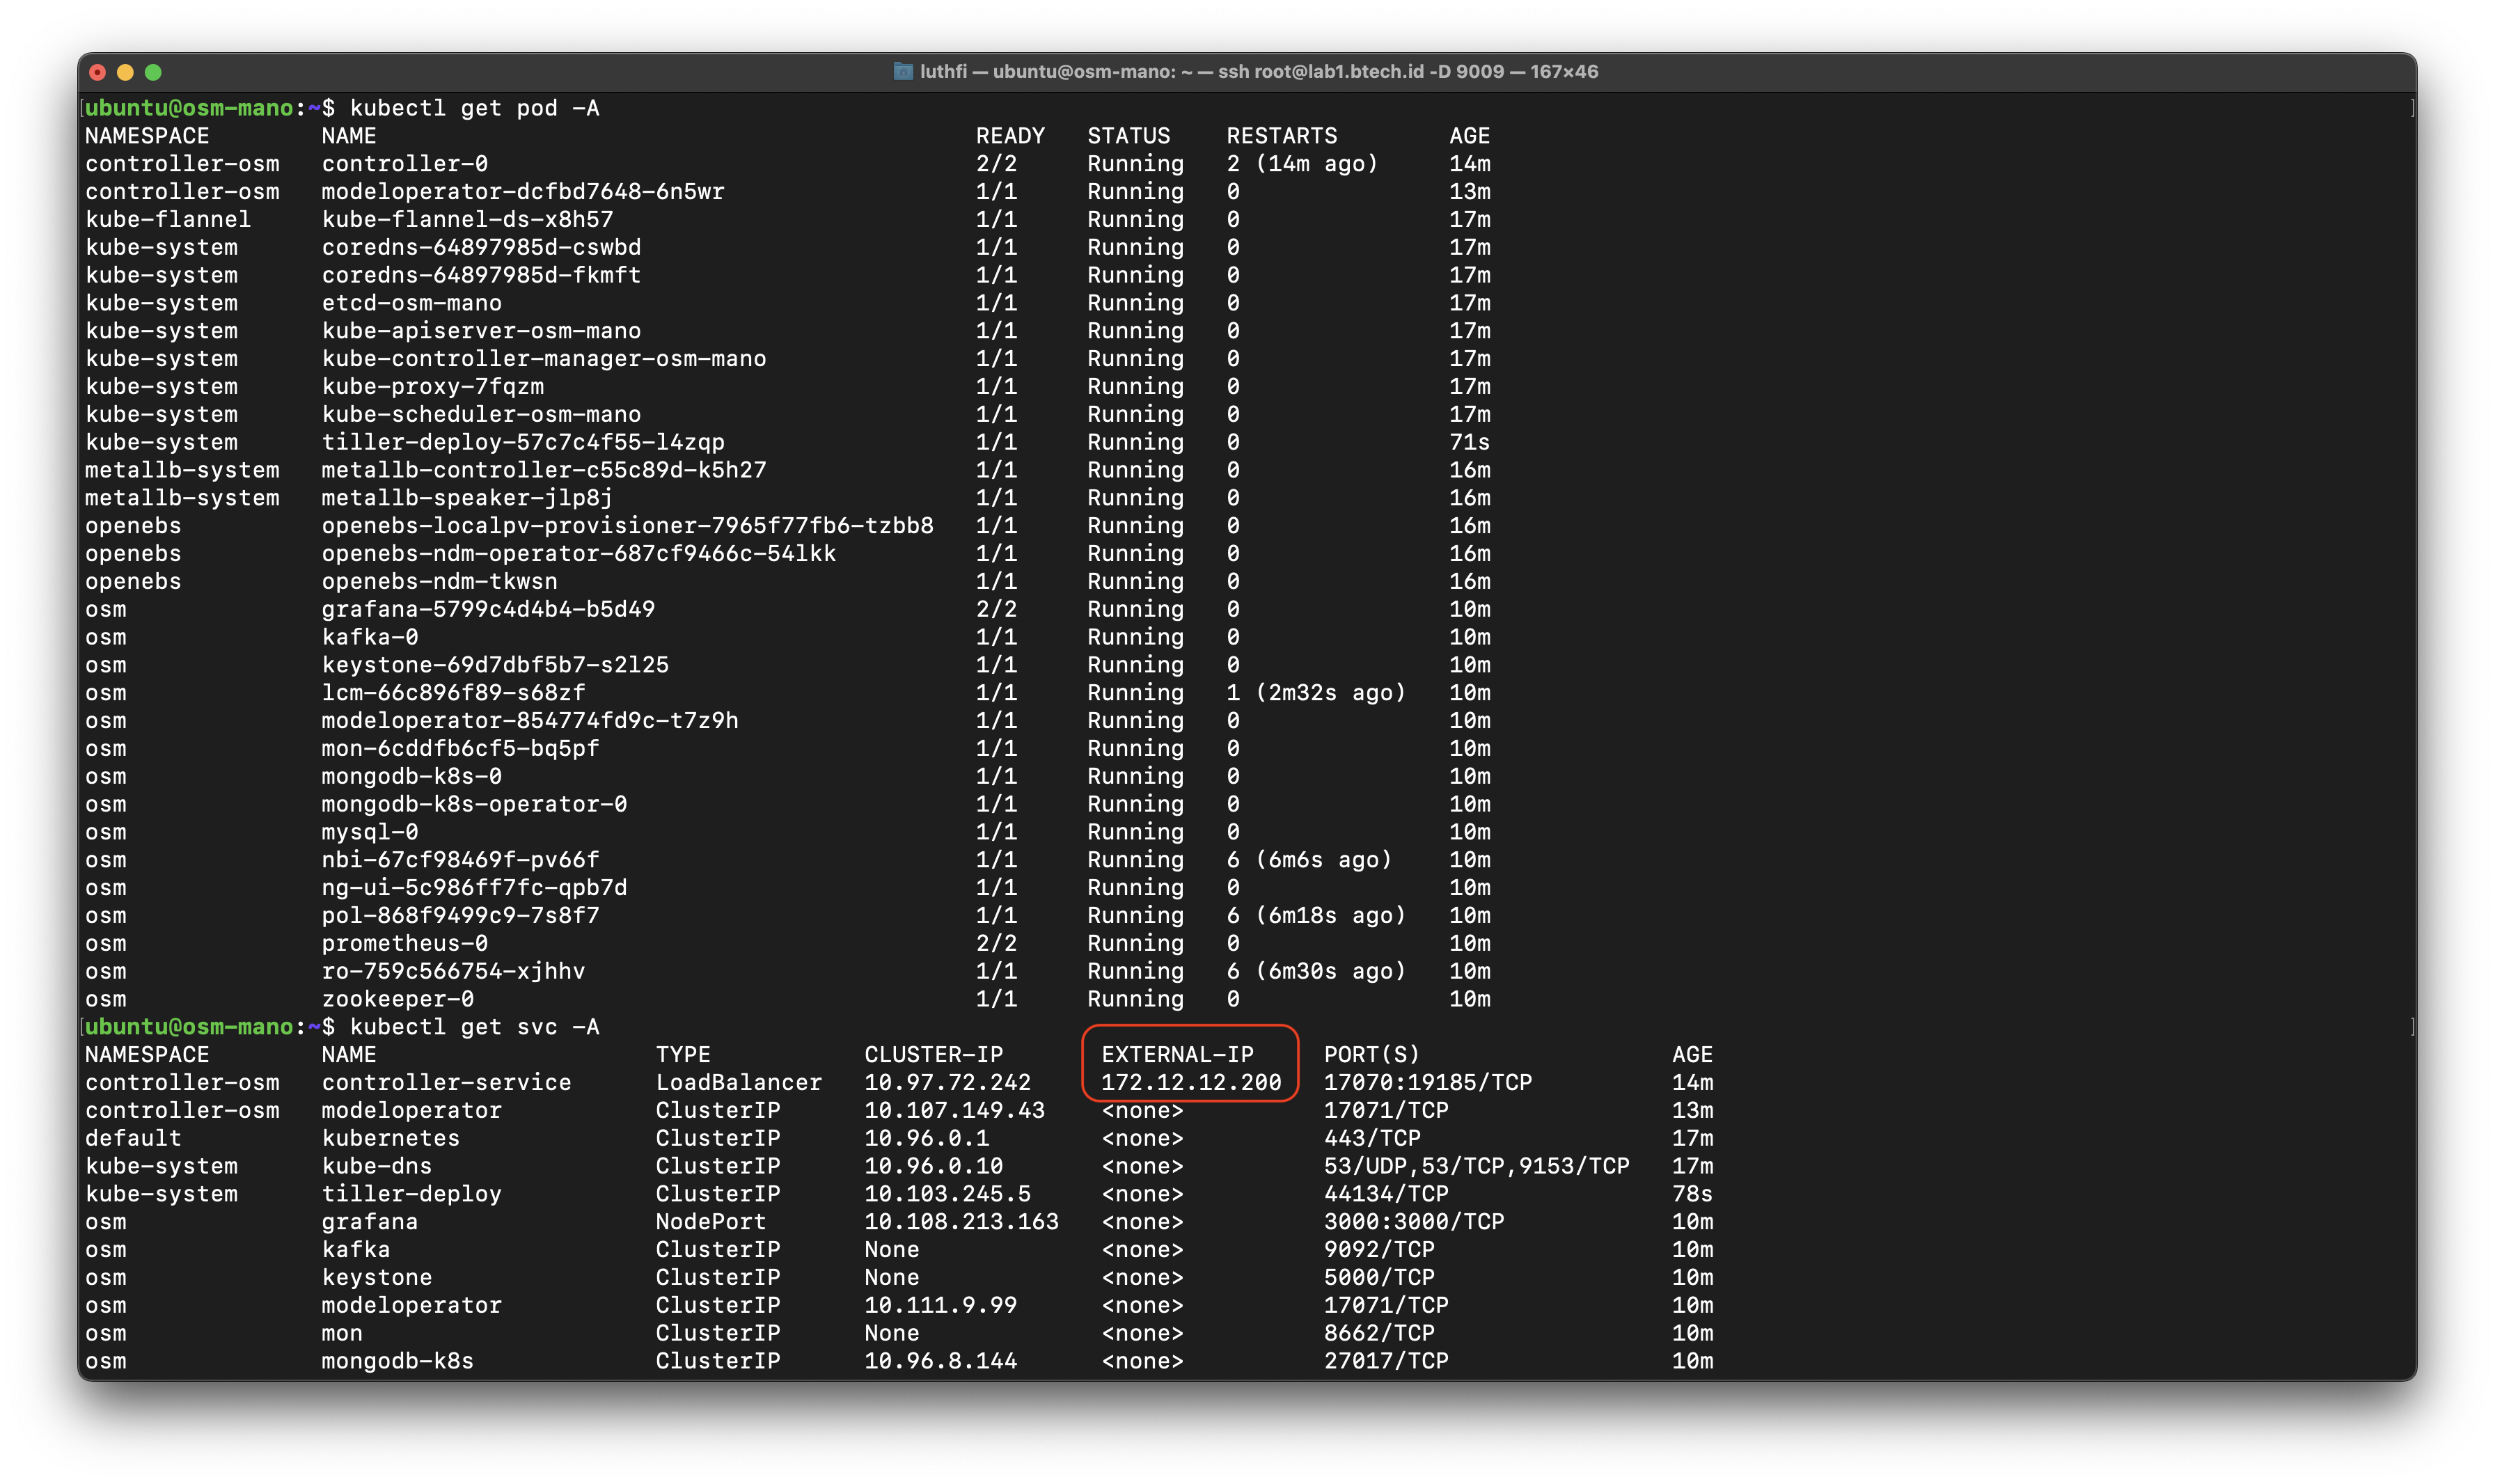 luthfi — ubuntu@osm-mano: ~ — ssh root@lab1.btech.id -D 9009 — 167×46
[ubuntu@osm-mano:~$ kubectl get pod -A ]
NAMESPACE NAME READY STATUS RESTARTS AGE
controller-osm controller-0 2/2 Running 2 (14m ago) 14m
controller-osm modeloperator-dcfbd7648-6n5wr 1/1 Running 0 13m
kube-flannel kube-flannel-ds-x8h57 1/1 Running 0 17m
kube-system coredns-64897985d-cswbd 1/1 Running 0 17m
kube-system coredns-64897985d-fkmft 1/1 Running 0 17m
kube-system etcd-osm-mano 1/1 Running 0 17m
kube-system kube-apiserver-osm-mano 1/1 Running 0 17m
kube-system kube-controller-manager-osm-mano 1/1 Running 0 17m
kube-system kube-proxy-7fqzm 1/1 Running 0 17m
kube-system kube-scheduler-osm-mano 1/1 Running 0 17m
kube-system tiller-deploy-57c7c4f55-l4zqp 1/1 Running 0 71s
metallb-system metallb-controller-c55c89d-k5h27 1/1 Running 0 16m
metallb-system metallb-speaker-jlp8j 1/1 Running 0 16m
openebs openebs-localpv-provisioner-7965f77fb6-tzbb8 1/1 Running 0 16m
openebs openebs-ndm-operator-687cf9466c-54lkk 1/1 Running 0 16m
openebs openebs-ndm-tkwsn 1/1 Running 0 16m
osm grafana-5799c4d4b4-b5d49 2/2 Running 0 10m
osm kafka-0 1/1 Running 0 10m
osm keystone-69d7dbf5b7-s2l25 1/1 Running 0 10m
osm lcm-66c896f89-s68zf 1/1 Running 1 (2m32s ago) 10m
osm modeloperator-854774fd9c-t7z9h 1/1 Running 0 10m
osm mon-6cddfb6cf5-bq5pf 1/1 Running 0 10m
osm mongodb-k8s-0 1/1 Running 0 10m
osm mongodb-k8s-operator-0 1/1 Running 0 10m
osm mysql-0 1/1 Running 0 10m
osm nbi-67cf98469f-pv66f 1/1 Running 6 (6m6s ago) 10m
osm ng-ui-5c986ff7fc-qpb7d 1/1 Running 0 10m
osm pol-868f9499c9-7s8f7 1/1 Running 6 (6m18s ago) 10m
osm prometheus-0 2/2 Running 0 10m
osm ro-759c566754-xjhhv 1/1 Running 6 (6m30s ago) 10m
osm zookeeper-0 1/1 Running 0 10m
[ubuntu@osm-mano:~$ kubectl get svc -A ]
NAMESPACE NAME TYPE CLUSTER-IP EXTERNAL-IP PORT(S) AGE
controller-osm controller-service LoadBalancer 10.97.72.242 172.12.12.200 17070:19185/TCP 14m
controller-osm modeloperator ClusterIP 10.107.149.43 <none> 17071/TCP 13m
default kubernetes ClusterIP 10.96.0.1 <none> 443/TCP 17m
kube-system kube-dns ClusterIP 10.96.0.10 <none> 53/UDP,53/TCP,9153/TCP 17m
kube-system tiller-deploy ClusterIP 10.103.245.5 <none> 44134/TCP 78s
osm grafana NodePort 10.108.213.163 <none> 3000:3000/TCP 10m
osm kafka ClusterIP None <none> 9092/TCP 10m
osm keystone ClusterIP None <none> 5000/TCP 10m
osm modeloperator ClusterIP 10.111.9.99 <none> 17071/TCP 10m
osm mon ClusterIP None <none> 8662/TCP 10m
osm mongodb-k8s ClusterIP 10.96.8.144 <none> 27017/TCP 10m